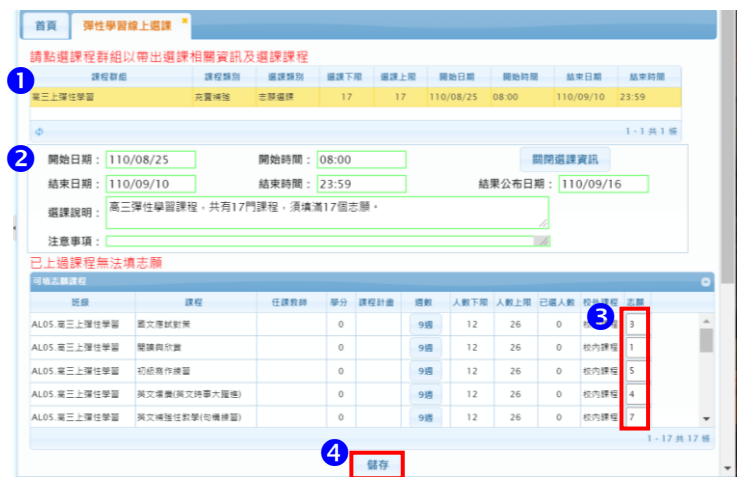 首頁 彈性學習線上選課 *
請點選課程群組以帶出選課相關資訊及選課課程
1
課程群組 課程類別 選課類別 選課下限 選課上限 開始日期 開始時間 結束日期 結束時間
高三上彈性學習 充實補強 志願選課 17 17 110/08/25 08:00 110/09/10 23:59
1 - 1 共 1 條
2
開始日期： 110/08/25 開始時間： 08:00 關閉選課資訊
結束日期： 110/09/10 結束時間： 23:59 結果公布日期： 110/09/16
選課說明： 高三彈性學習課程，共有17門課程，須填滿17個志願。
注意事項：
已上過課程無法填志願
可填志願課程
班級 課程 任課教師 學分 課程計畫 週數 人數下限 人數上限 已選人數 校外課程 志願
3
AL05.高三上彈性學習 國文應試對策 0 9週 12 26 0 3
AL05.高三上彈性學習 閱讀與欣賞 0 9週 12 26 0 校內課程 1
AL05.高三上彈性學習 初級寫作練習 0 9週 12 26 0 校內課程 5
AL05.高三上彈性學習 英文增廣(英文時事大躍進) 0 9週 12 26 0 校內課程 4
AL05.高三上彈性學習 英文補強性教學(句構練習) 0 9週 12 26 0 校內課程 7
1 - 17 共 17 條
4
儲存